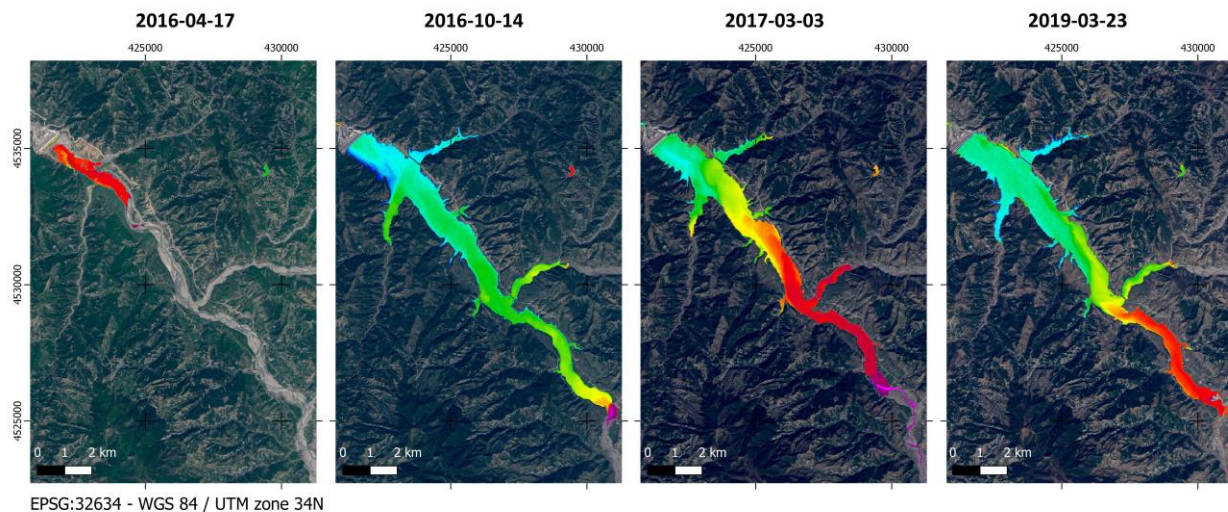 2016-04-17 2016-10-14 2017-03-03 2019-03-23
425000 430000 425000 430000 425000 430000 425000 430000
4535000
4530000
4525000
0 1 2 km 0 1 2 km 0 1 2 km 0 1 2 km
EPSG:32634 - WGS 84 / UTM zone 34N